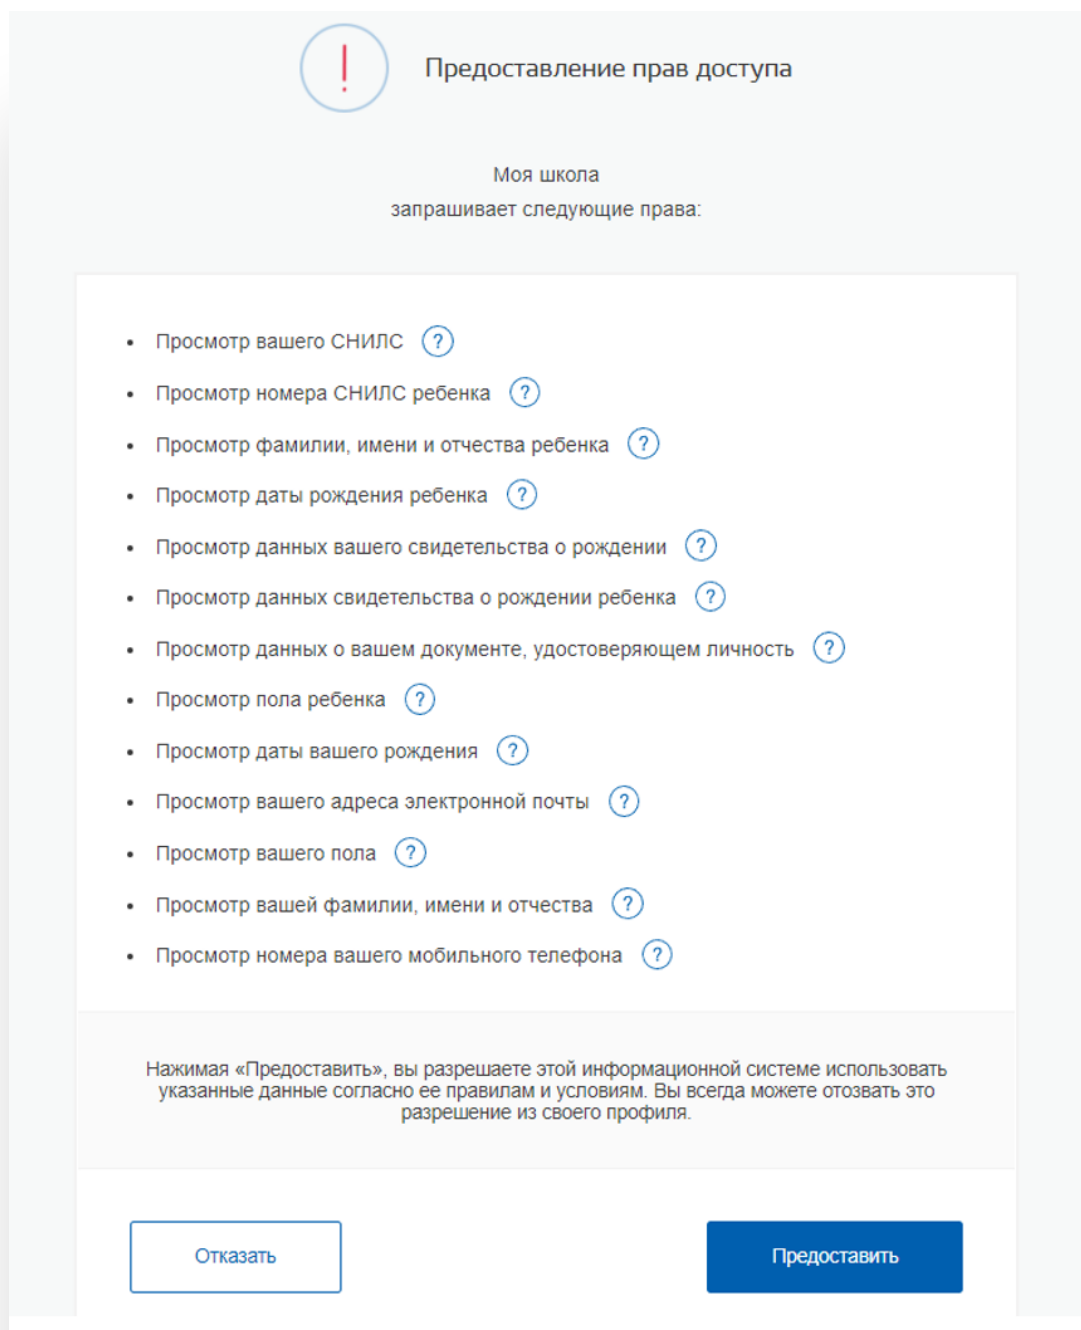 Предоставление прав доступа
Моя школа
запрашивает следующие права:
• Просмотр вашего СНИЛС ?
• Просмотр номера СНИЛС ребенка ?
• Просмотр фамилии, имени и отчества ребенка ?
• Просмотр даты рождения ребенка ?
• Просмотр данных вашего свидетельства о рождении ?
• Просмотр данных свидетельства о рождении ребенка ?
• Просмотр данных о вашем документе, удостоверяющем личность ?
• Просмотр пола ребенка ?
• Просмотр даты вашего рождения ?
• Просмотр вашего адреса электронной почты ?
• Просмотр вашего пола ?
• Просмотр вашей фамилии, имени и отчества ?
• Просмотр номера вашего мобильного телефона ?
Нажимая «Предоставить», вы разрешаете этой информационной системе использовать
указанные данные согласно ее правилам и условиям. Вы всегда можете отозвать это
разрешение из своего профиля.
Отказать
Предоставить